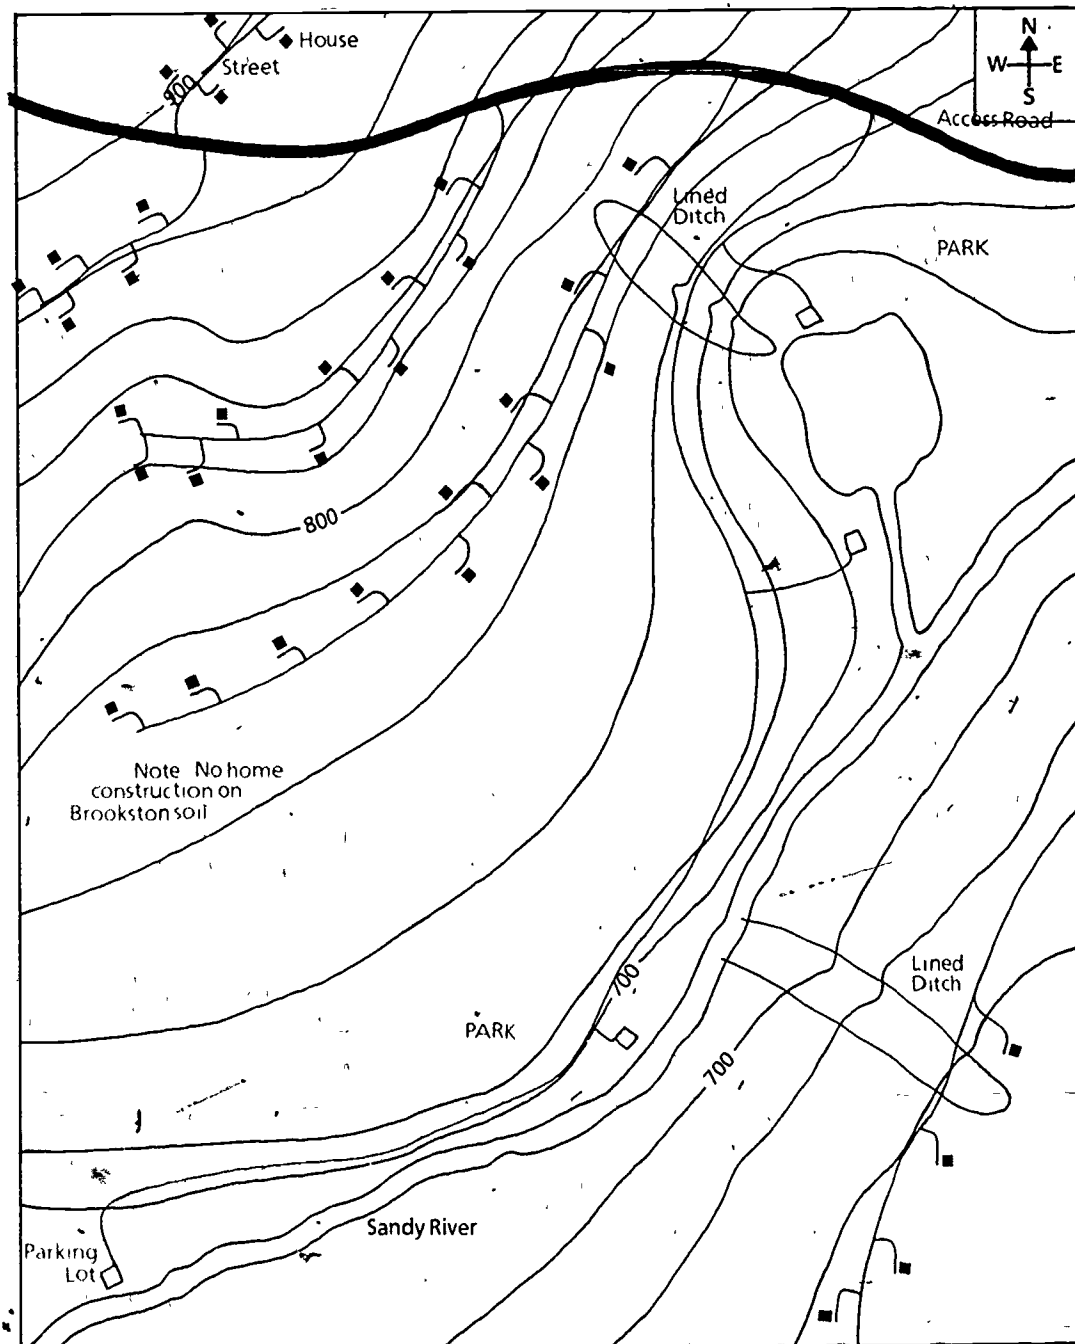 N
W E
S
House
Street
900
Access Road
Lined
Ditch
PARK
800
Note No home
construction on
Brookston soil
Lined
Ditch
700
PARK
700
Sandy River
Parking
Lot